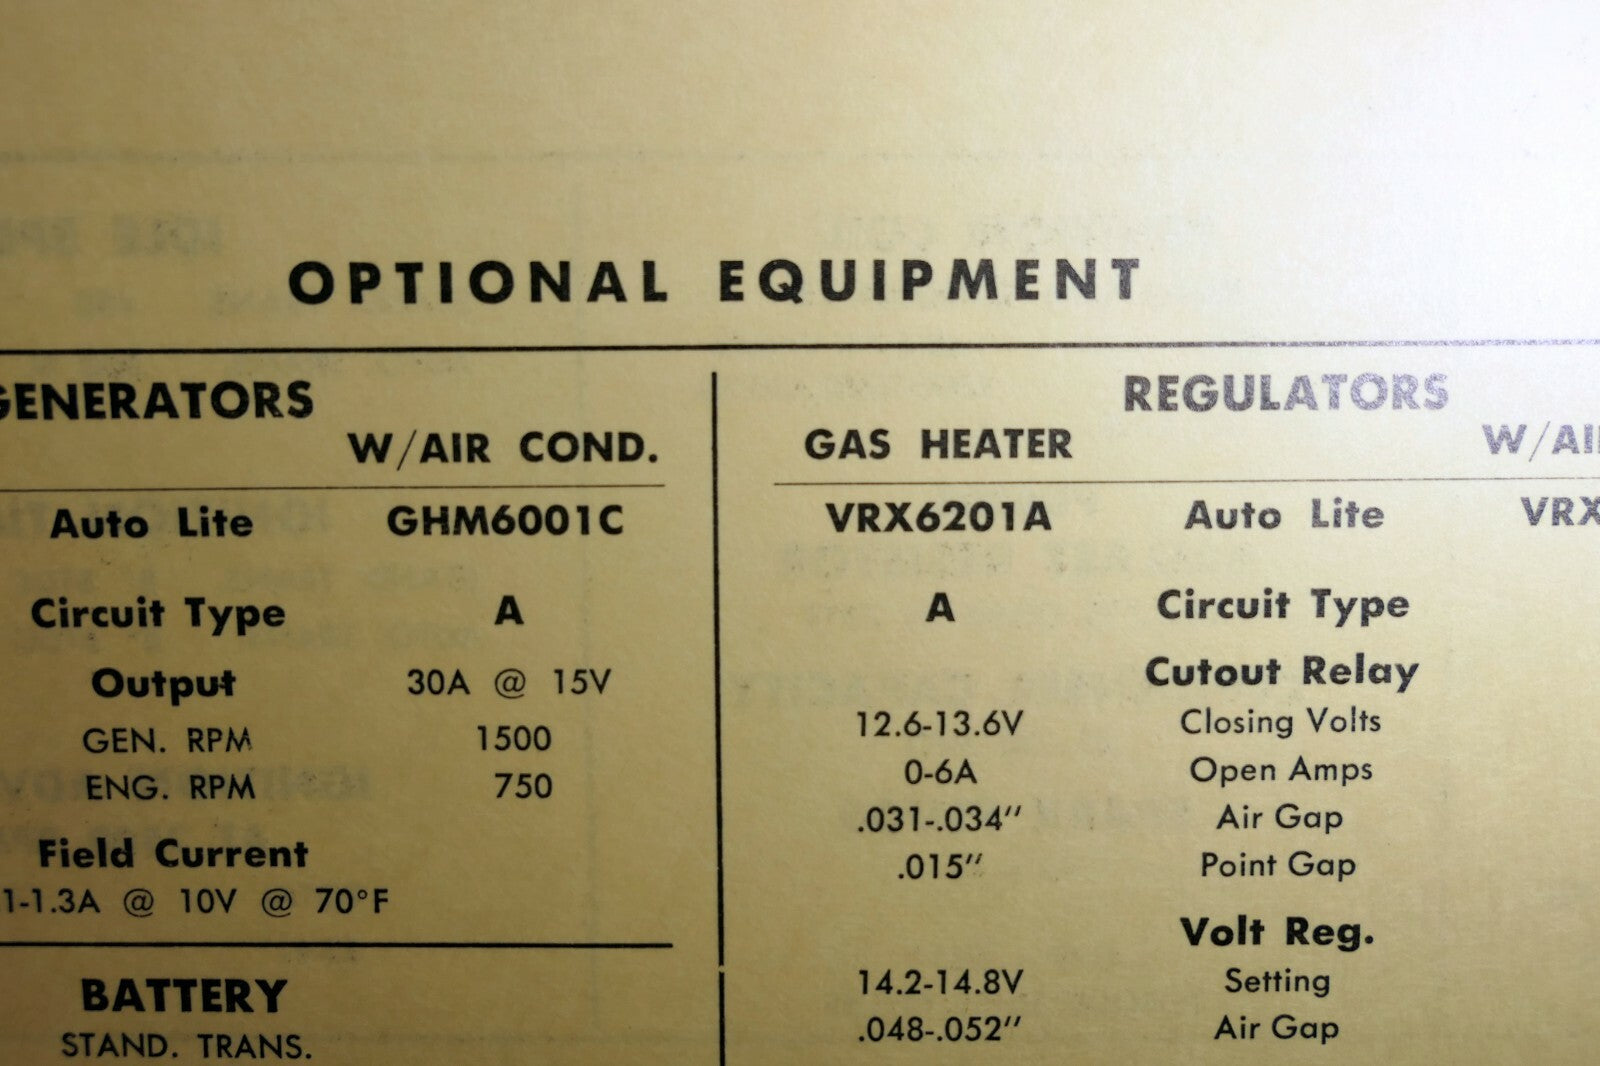 OPTIONAL EQUIPMENT
GENERATORS
W/AIR COND.
Auto Lite GHM6001C
Circuit Type A
Output 30A @ 15V
GEN. RPM 1500
ENG. RPM 750
Field Current
1-1.3A @ 10V @ 70°F
BATTERY
STAND. TRANS.
REGULATORS
GAS HEATER W/AI
VRX6201A Auto Lite VRX
A Circuit Type
Cutout Relay
12.6-13.6V Closing Volts
0-6A Open Amps
.031-.034″ Air Gap
.015″ Point Gap
Volt Reg.
14.2-14.8V Setting
.048-.052″ Air Gap